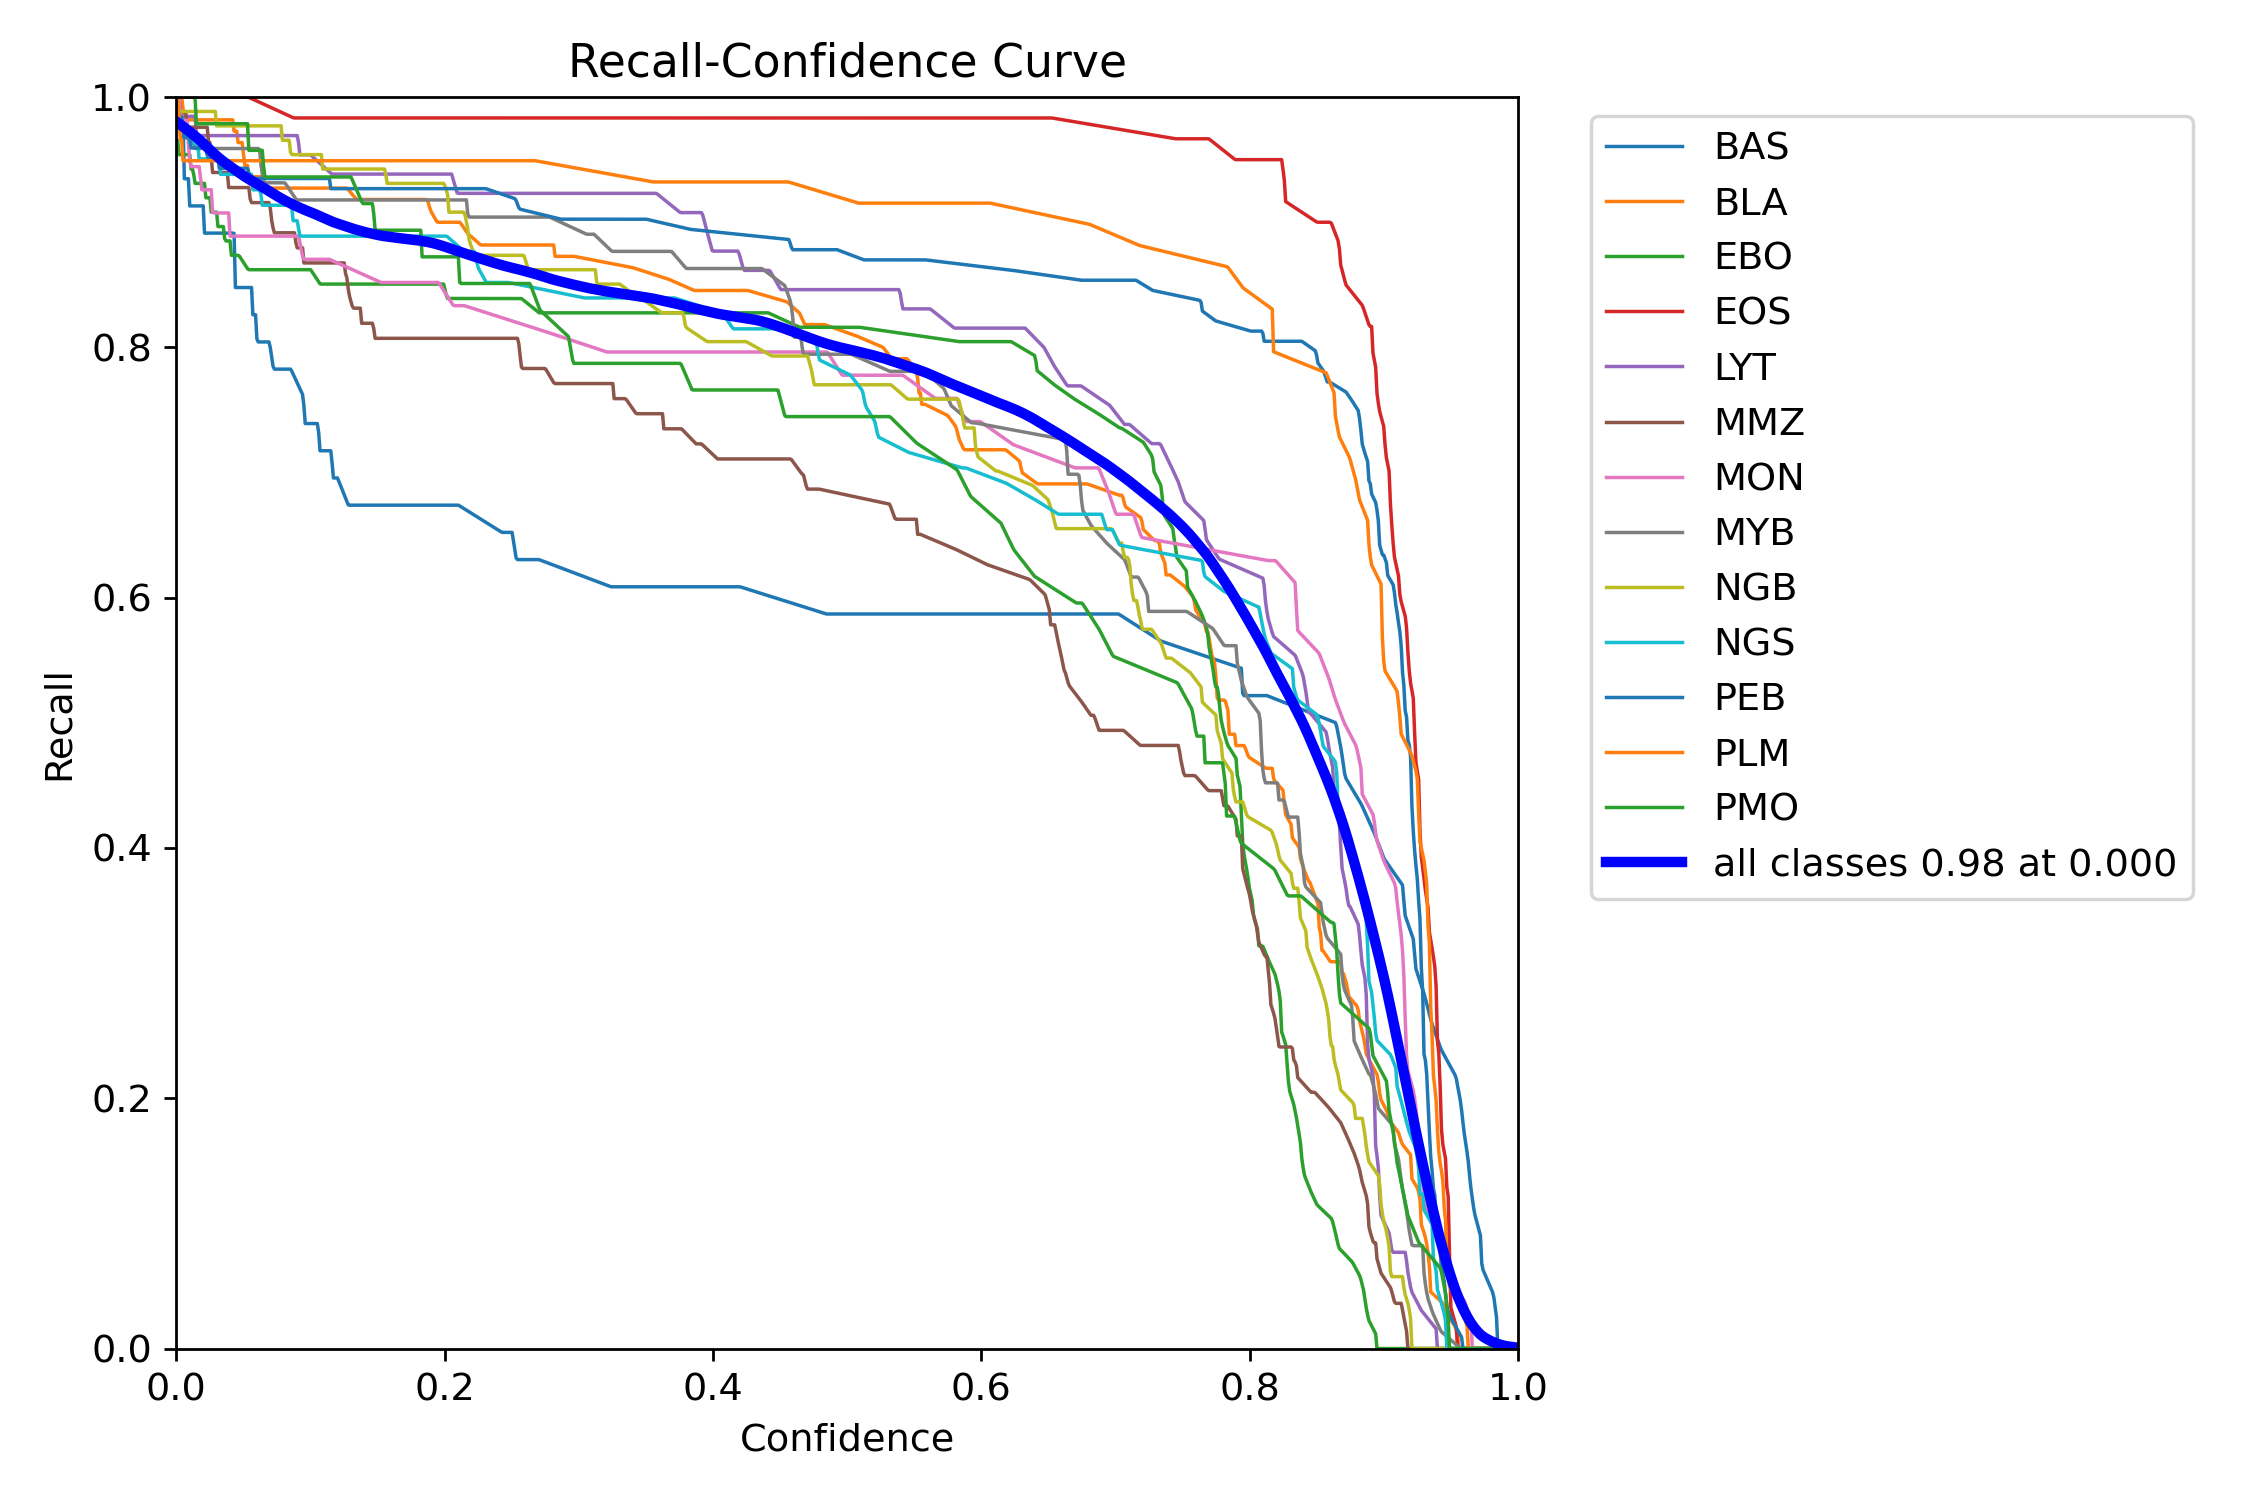 Recall-Confidence Curve
1.0
0.8
0.6
0.4
0.2
0.0
Recall
0.0 0.2 0.4 0.6 0.8 1.0
Confidence
BAS
BLA
EBO
EOS
LYT
MMZ
MON
MYB
NGB
NGS
PEB
PLM
PMO
all classes 0.98 at 0.000